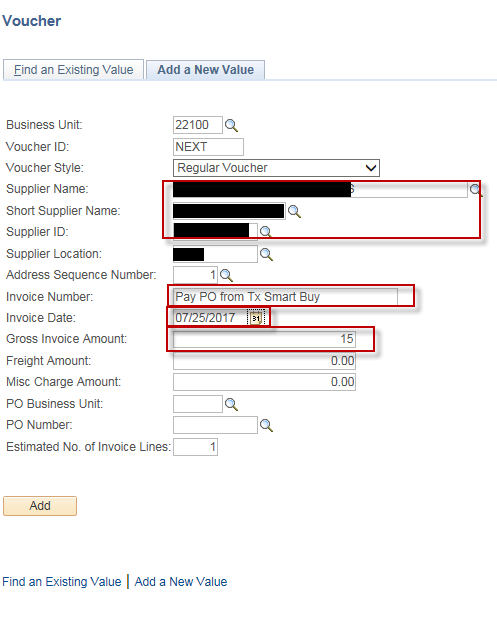 Voucher
Find an Existing Value Add a New Value
Business Unit: 22100
Voucher ID: NEXT
Voucher Style: Regular Voucher
Supplier Name:
Short Supplier Name:
Supplier ID:
Supplier Location:
Address Sequence Number: 1
Invoice Number: Pay PO from Tx Smart Buy
Invoice Date: 07/25/2017 31
Gross Invoice Amount: 15
Freight Amount: 0.00
Misc Charge Amount: 0.00
PO Business Unit:
PO Number:
Estimated No. of Invoice Lines: 1
Add
Find an Existing Value | Add a New Value